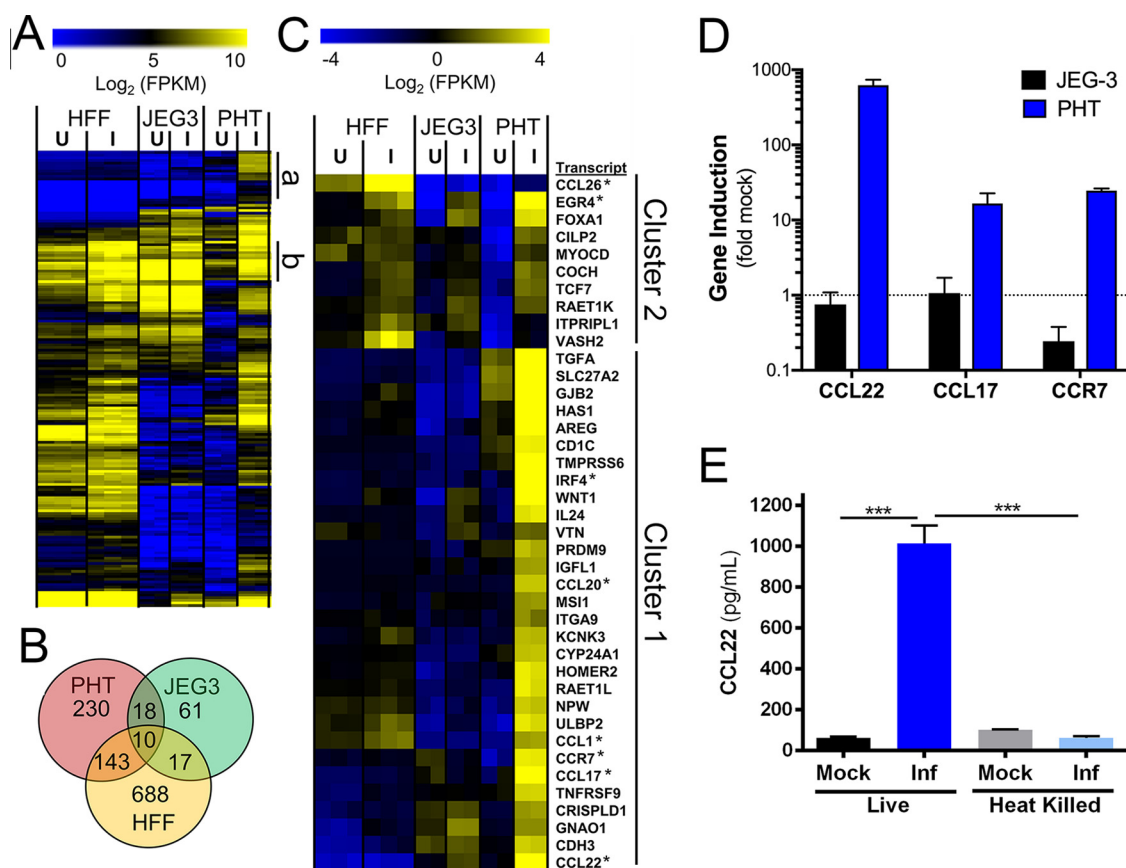 A
0 5 10
Log2 (FPKM)
HFF JEG3 PHT
U I U I U I
a
b
B
PHT
230
JEG3
61
18
10
143
17
688
HFF
C
-4 0 4
Log2 (FPKM)
HFF JEG3 PHT
U I U I U I
Transcript
CCL26*
EGR4*
FOXA1
CILP2
MYOCD
COCH
TCF7
RAET1K
ITPRIPL1
VASH2
TGFA
SLC27A2
GJB2
HAS1
AREG
CD1C
TMPRSS6
IRF4*
WNT1
IL24
VTN
PRDM9
IGFL1
CCL20*
MSI1
ITGA9
KCNK3
CYP24A1
HOMER2
RAET1L
NPW
ULBP2
CCL1*
CCR7*
CCL17*
TNFRSF9
CRISPLD1
GNAO1
CDH3
CCL22*
Cluster 2
Cluster 1
D
Gene Induction
(fold mock)
1000
100
10
1
0.1
JEG-3
PHT
CCL22 CCL17 CCR7
E
CCL22 (pg/mL)
1200
1000
800
600
400
200
0
*** ***
Mock Inf Mock Inf
Live Heat Killed